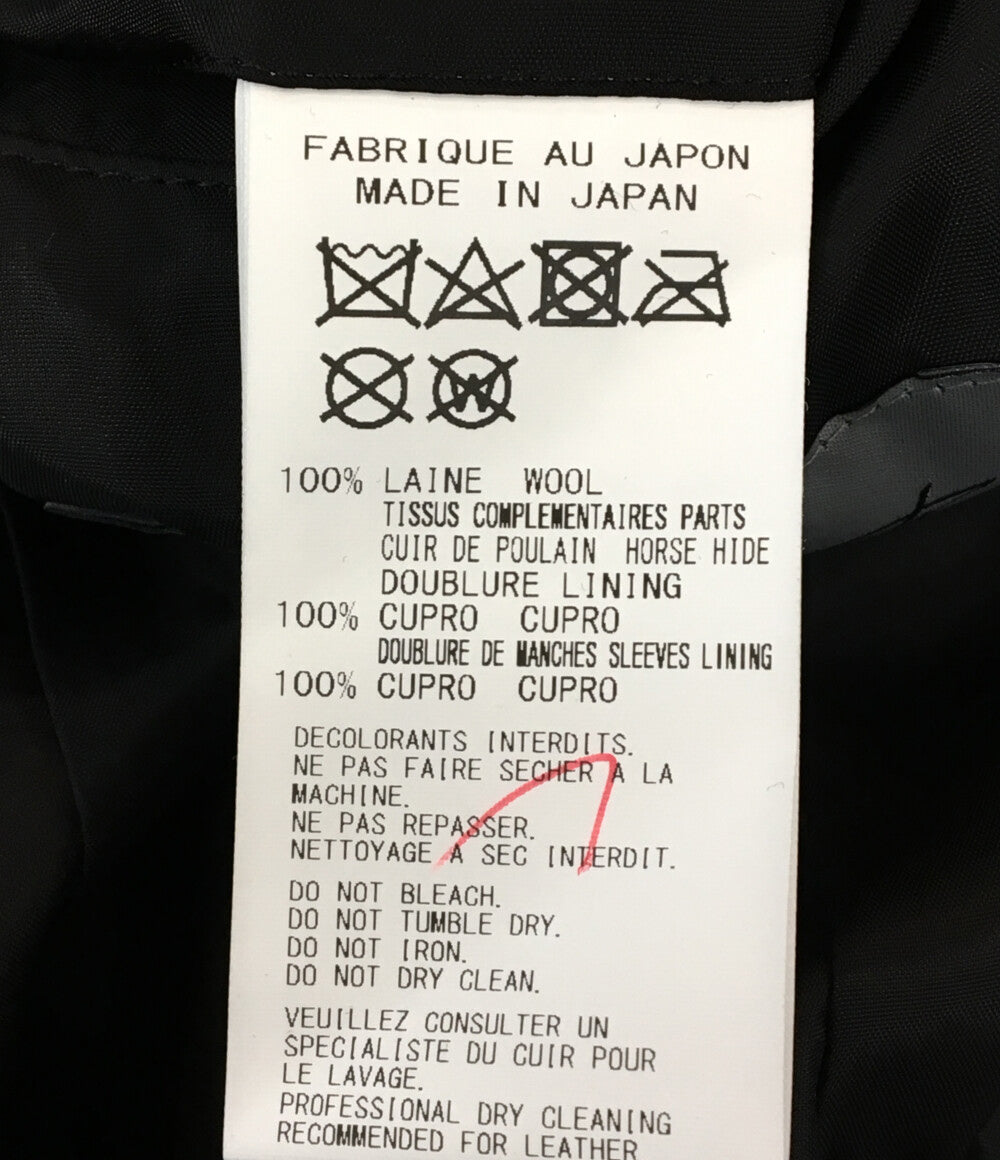 FABRIQUE AU JAPON
MADE IN JAPAN
W
100% LAINE WOOL
TISSUS COMPLEMENTAIRES PARTS
CUIR DE POULAIN HORSE HIDE
DOUBLURE LINING
100% CUPRO CUPRO
DOUBLURE DE MANCHES SLEEVES LINING
100% CUPRO CUPRO
DECOLORANTS INTERDITS.
NE PAS FAIRE SECHER A LA
MACHINE.
NE PAS REPASSER.
NETTOYAGE A SEC INTERDIT.
DO NOT BLEACH.
DO NOT TUMBLE DRY.
DO NOT IRON.
DO NOT DRY CLEAN.
VEUILLEZ CONSULTER UN
SPECIALISTE DU CUIR POUR
LE LAVAGE.
PROFESSIONAL DRY CLEANING
RECOMMENDED FOR LEATHER